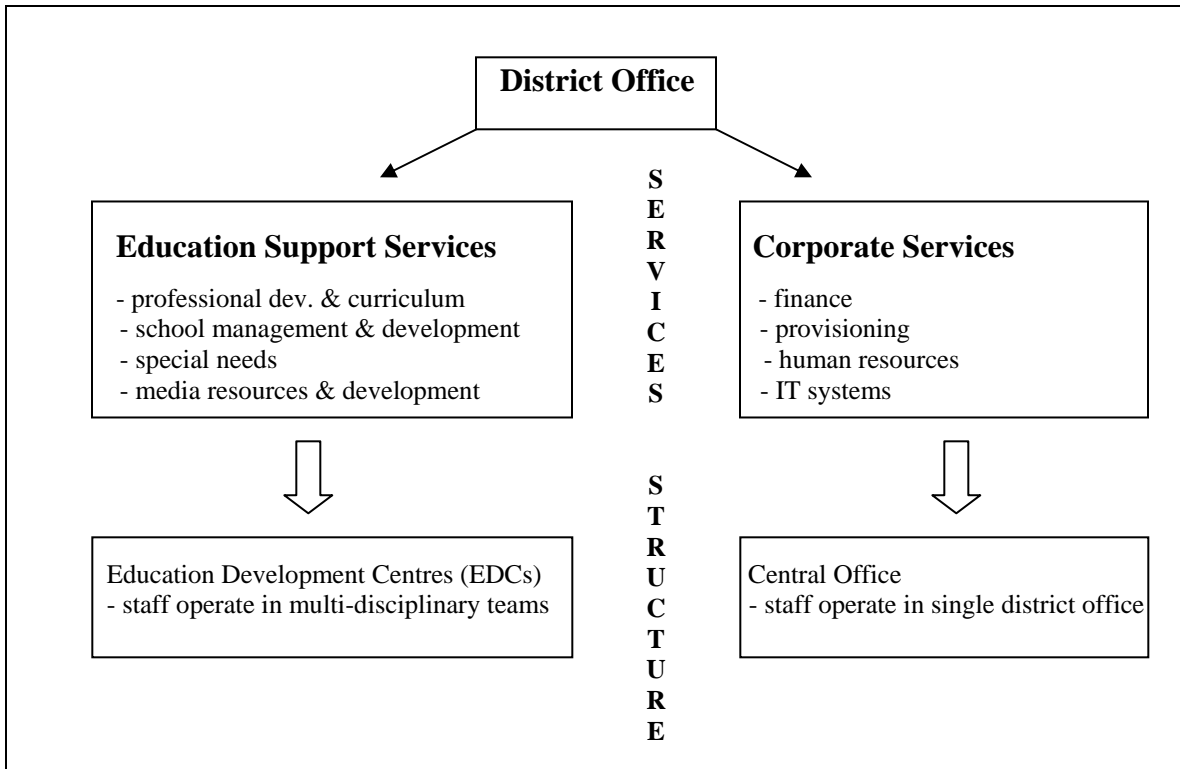 District Office
Education Support Services
- professional dev. & curriculum
- school management & development
- special needs
- media resources & development
S
E
R
V
I
C
E
S
Corporate Services
- finance
- provisioning
- human resources
- IT systems
Education Development Centres (EDCs)
- staff operate in multi-disciplinary teams
S
T
R
U
C
T
U
R
E
Central Office
- staff operate in single district office